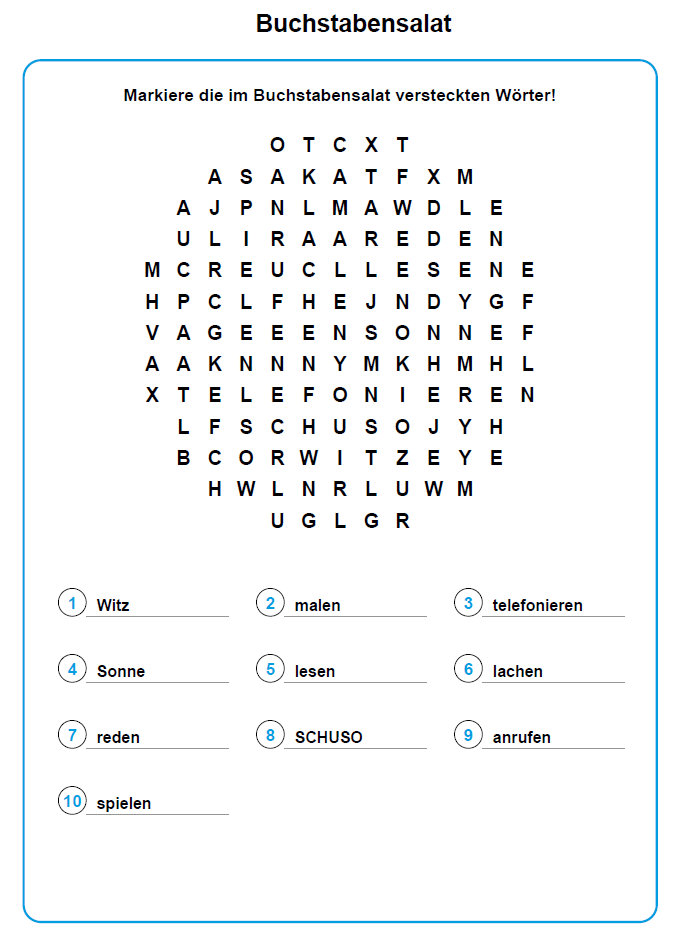 Buchstabensalat
Markiere die im Buchstabensalat versteckten Wörter!
O T C X T
A S A K A T F X M
A J P N L M A W D L E
U L I R A A R E D E N
M C R E U C L L E S E N E
H P C L F H E J N D Y G F
V A G E E E N S O N N E F
A A K N N N Y M K H M H L
X T E L E F O N I E R E N
L F S C H U S O J Y H
B C O R W I T Z E Y E
H W L N R L U W M
U G L G R
1 Witz 2 malen 3 telefonieren
4 Sonne 5 lesen 6 lachen
7 reden 8 SCHUSO 9 anrufen
10 spielen